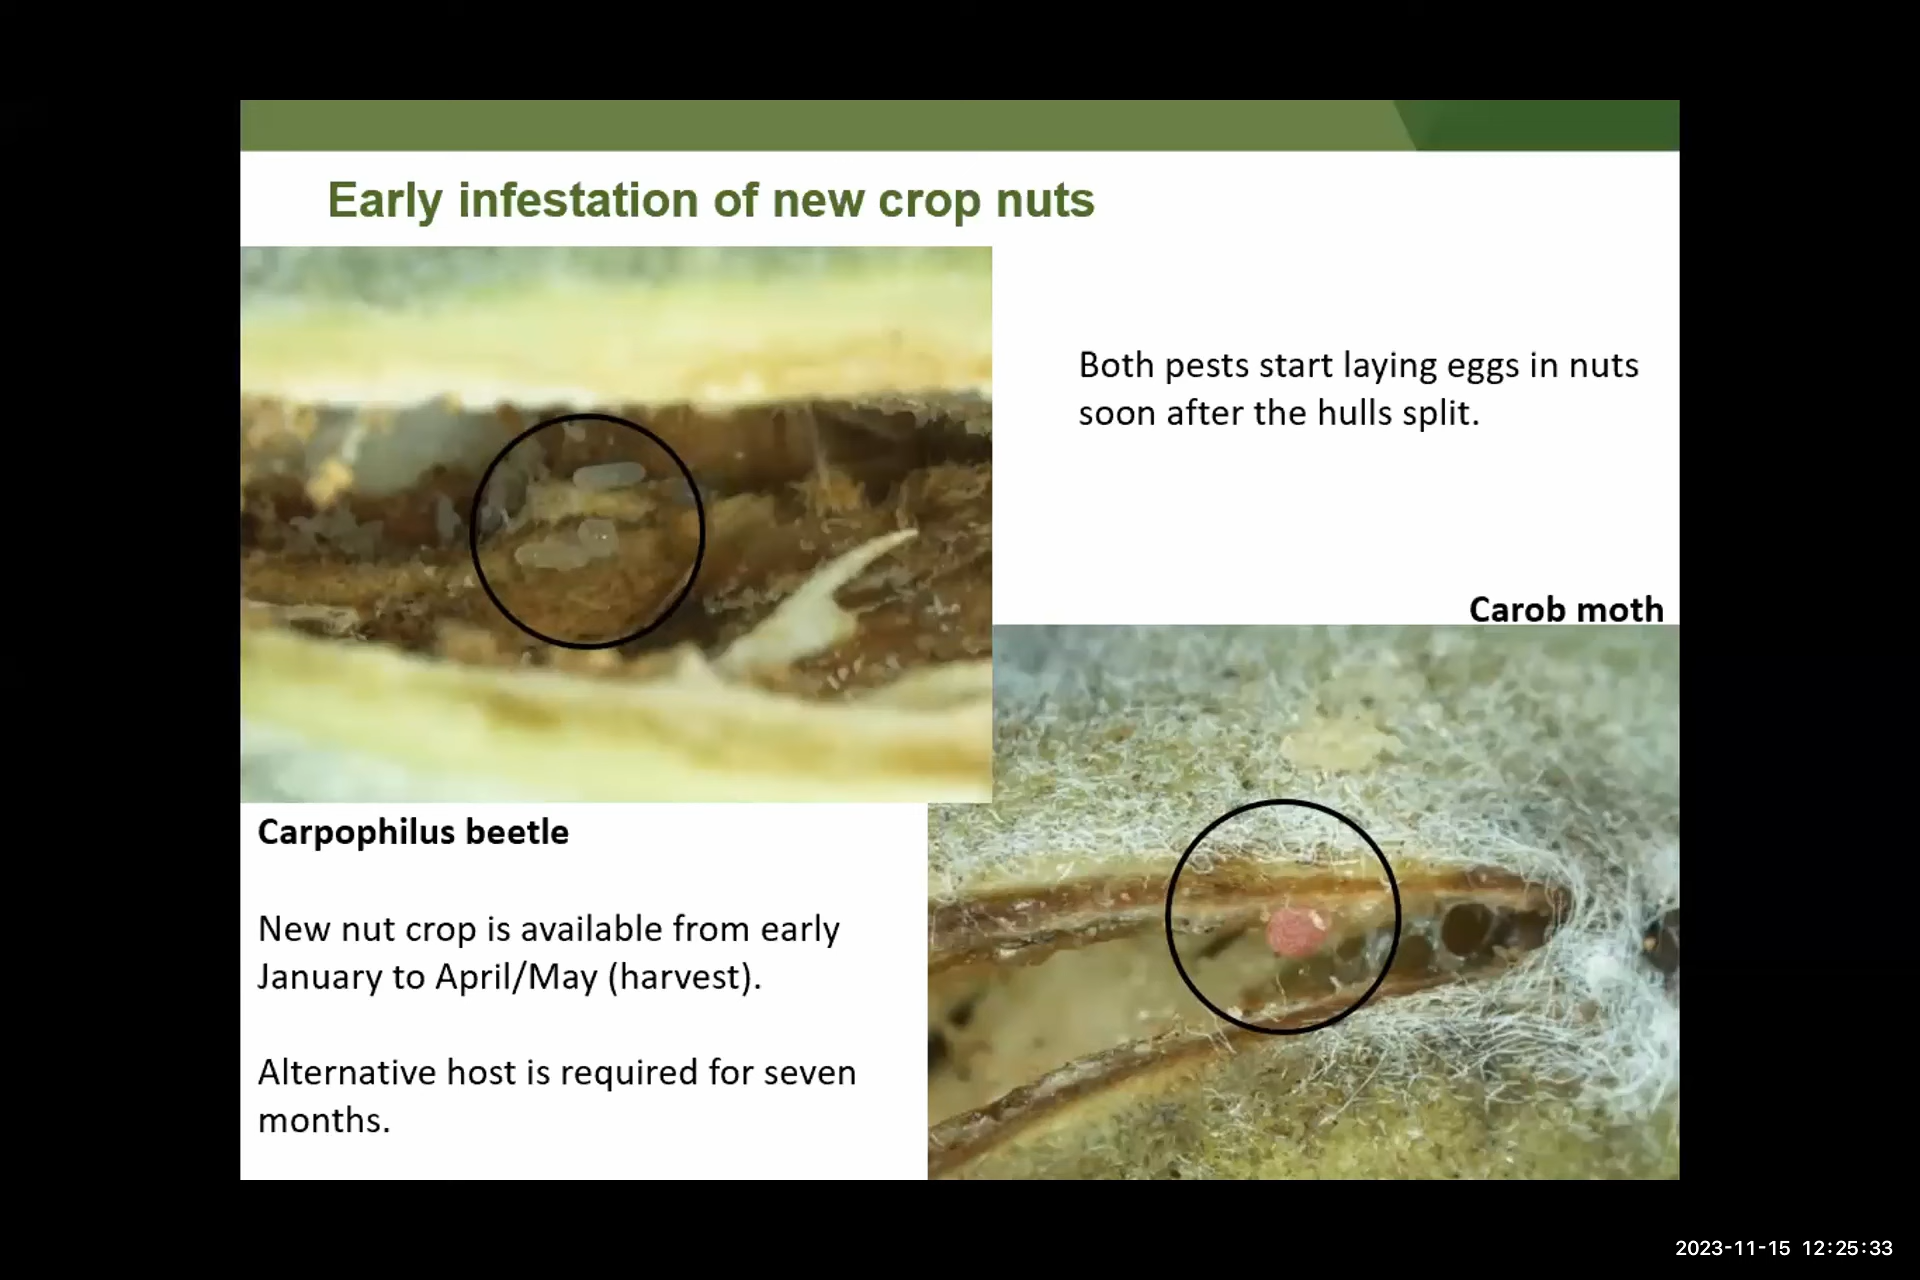 Early infestation of new crop nuts
Both pests start laying eggs in nuts
soon after the hulls split.
Carob moth
Carpophilus beetle
New nut crop is available from early
January to April/May (harvest).
Alternative host is required for seven
months.
2023-11-15 12:25:33